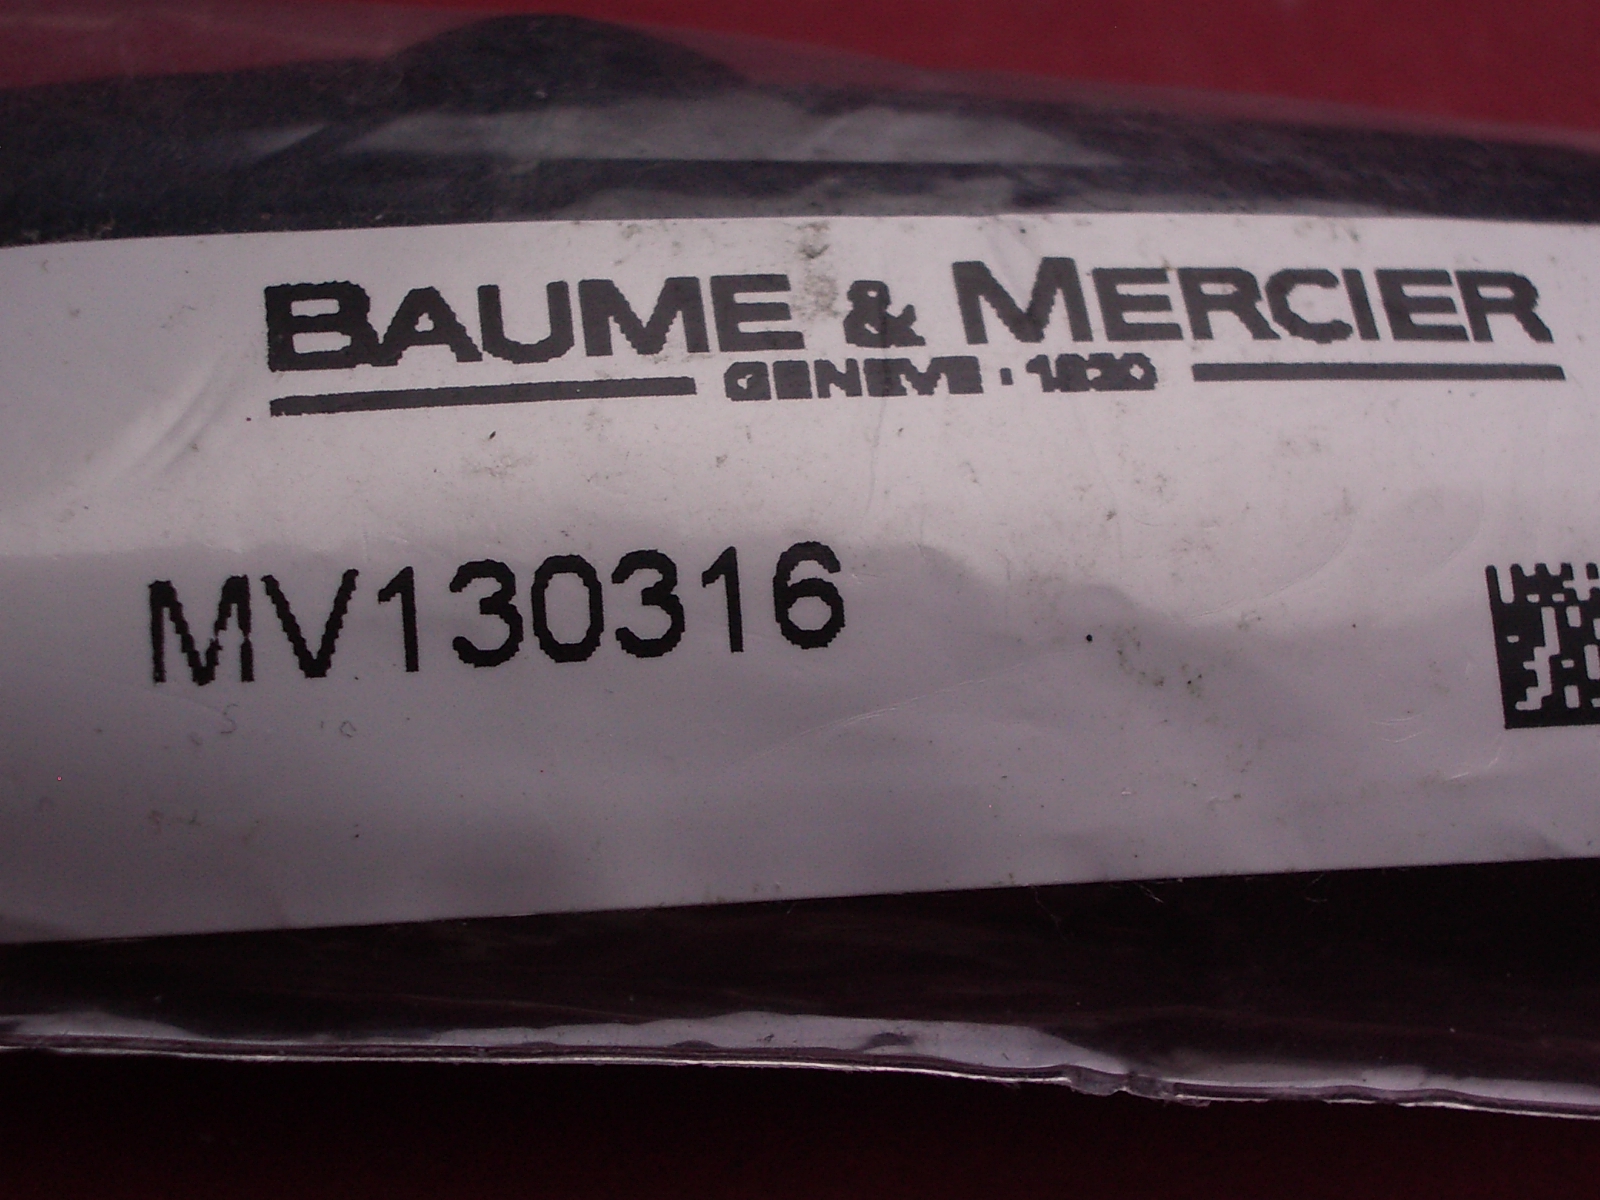 BAUME & MERCIER
GENEVE · 1830
MV130316